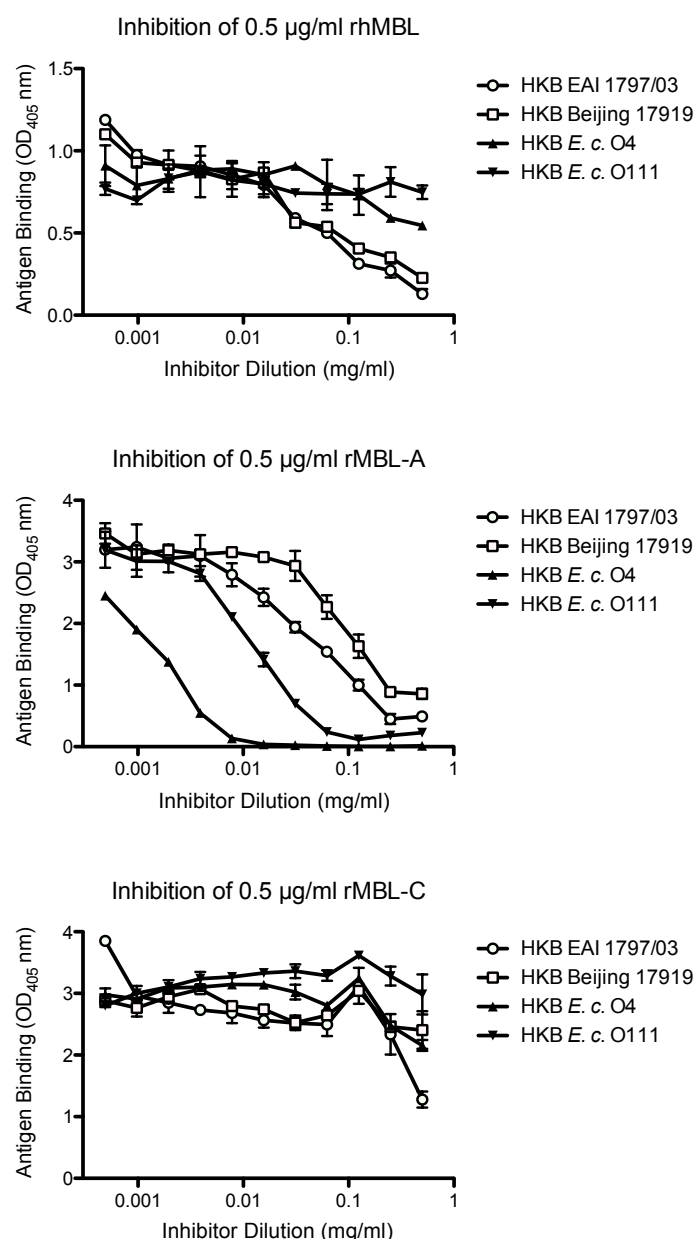 Inhibition of 0.5 µg/ml rhMBL
Antigen Binding (OD405 nm)
1.5
1.0
0.5
0.0
0.001 0.01 0.1 1
Inhibitor Dilution (mg/ml)
HKB EAI 1797/03
HKB Beijing 17919
HKB E. c. O4
HKB E. c. O111
Inhibition of 0.5 µg/ml rMBL-A
Antigen Binding (OD405 nm)
4
3
2
1
0
0.001 0.01 0.1 1
Inhibitor Dilution (mg/ml)
HKB EAI 1797/03
HKB Beijing 17919
HKB E. c. O4
HKB E. c. O111
Inhibition of 0.5 µg/ml rMBL-C
Antigen Binding (OD405 nm)
4
3
2
1
0
0.001 0.01 0.1 1
Inhibitor Dilution (mg/ml)
HKB EAI 1797/03
HKB Beijing 17919
HKB E. c. O4
HKB E. c. O111